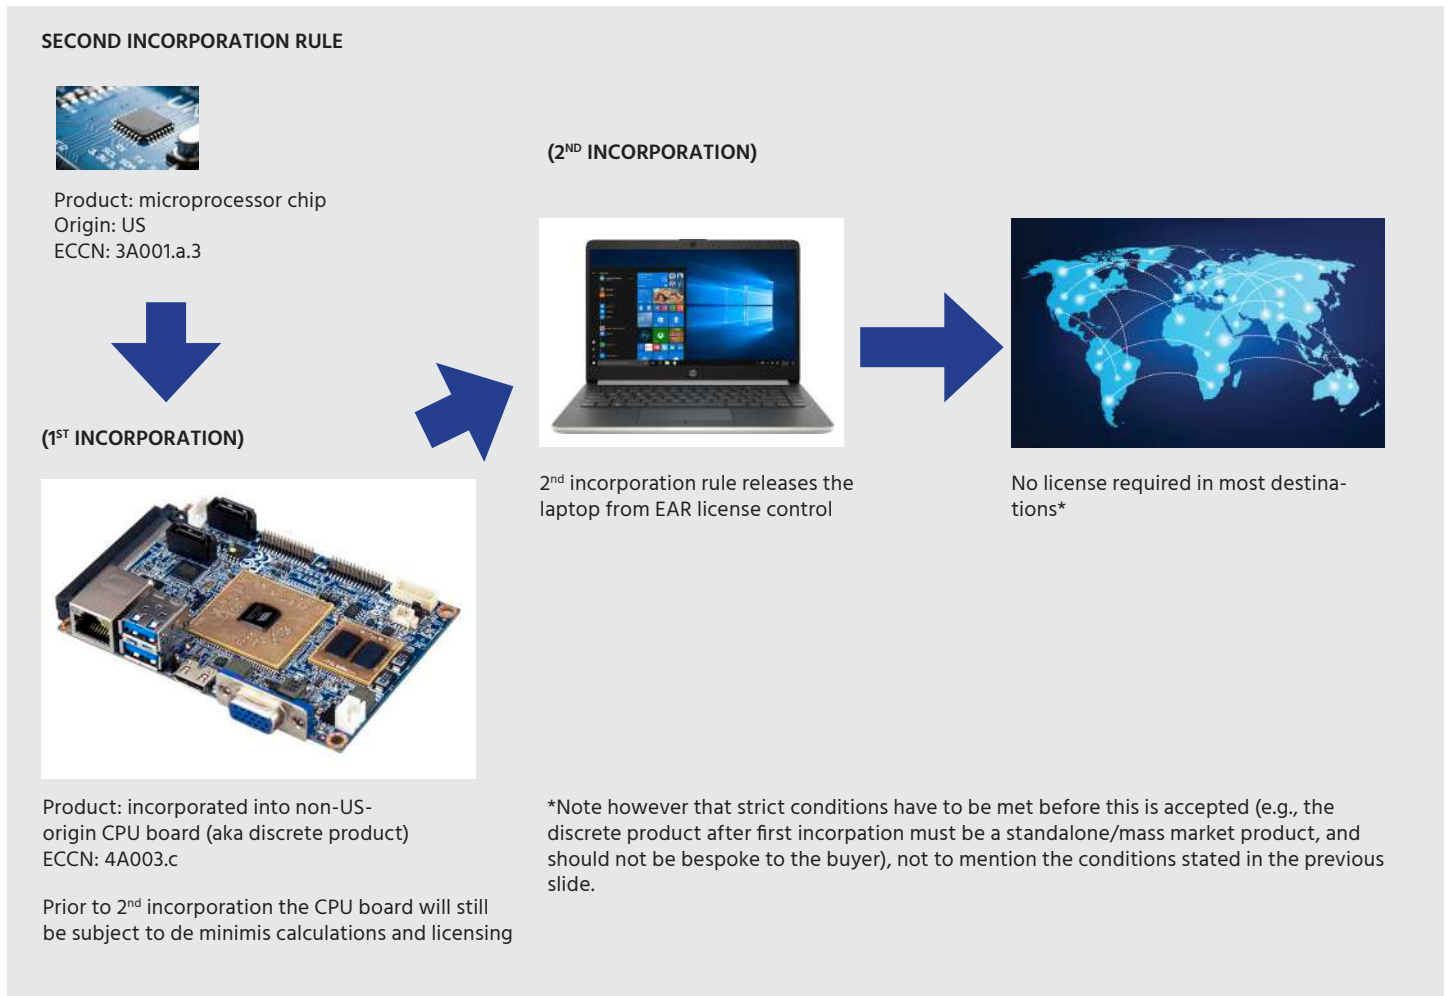 SECOND INCORPORATION RULE
Product: microprocessor chip
Origin: US
ECCN: 3A001.a.3
(1ST INCORPORATION)
Product: incorporated into non-US-
origin CPU board (aka discrete product)
ECCN: 4A003.c
Prior to 2nd incorporation the CPU board will still
be subject to de minimis calculations and licensing
(2ND INCORPORATION)
2nd incorporation rule releases the
laptop from EAR license control
No license required in most destina-
tions*
*Note however that strict conditions have to be met before this is accepted (e.g., the
discrete product after first incorpation must be a standalone/mass market product, and
should not be bespoke to the buyer), not to mention the conditions stated in the previous
slide.